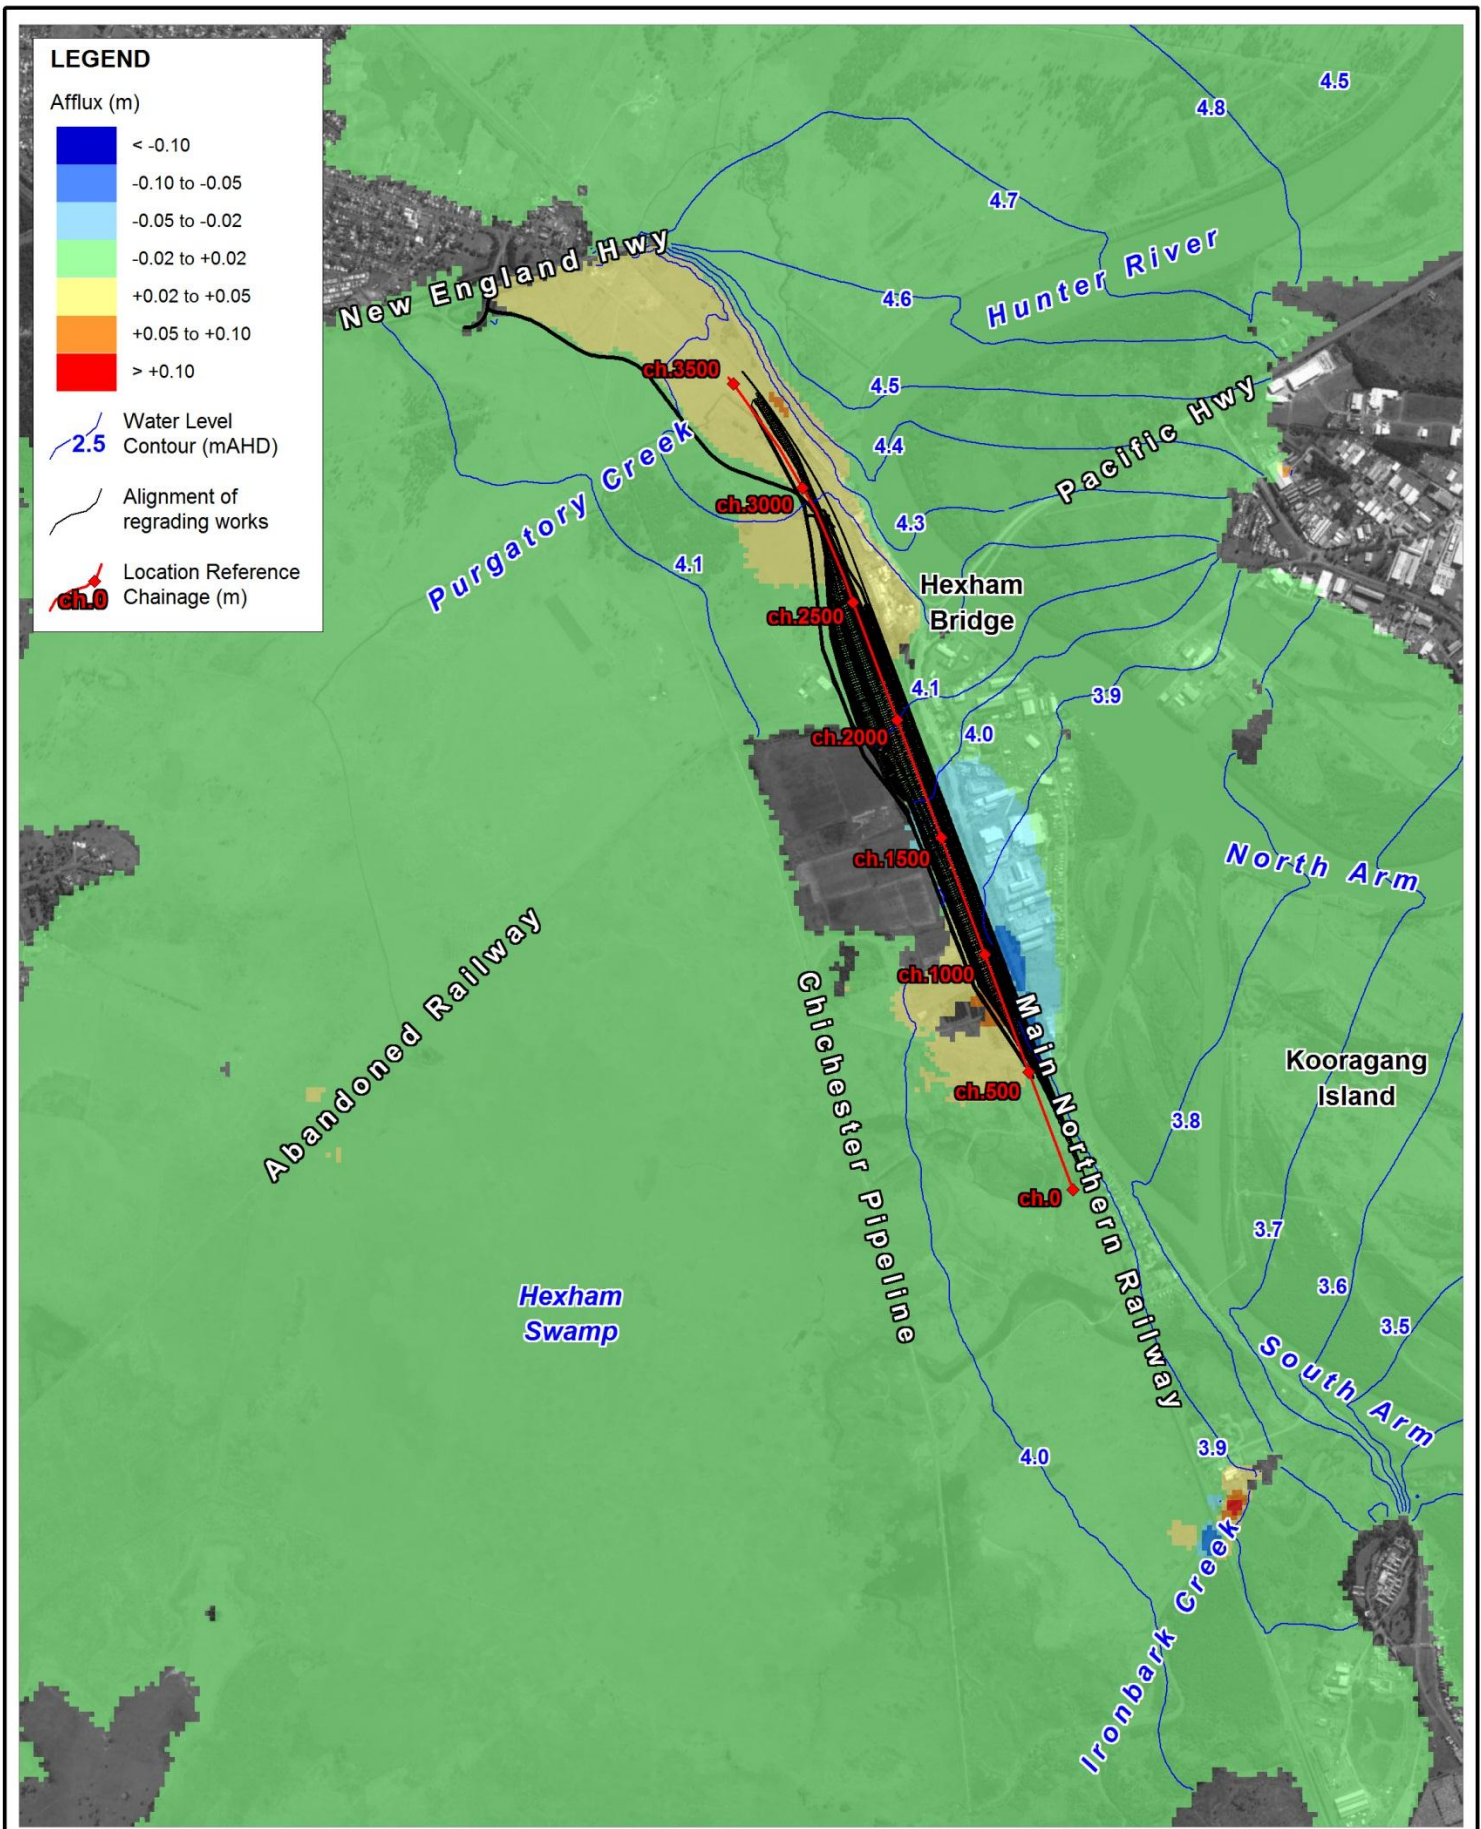 LEGEND
Afflux (m)
< -0.10
-0.10 to -0.05
-0.05 to -0.02
-0.02 to +0.02
+0.02 to +0.05
+0.05 to +0.10
> +0.10
2.5
Water Level
Contour (mAHD)
Alignment of
regrading works
ch.0
Location Reference
Chainage (m)
4.5
4.8
4.7
Hunter River
New England Hwy
4.6
ch.3500
4.5
Pacific Hwy
4.4
Purgatory Creek
ch.3000
4.3
4.1
Hexham
Bridge
ch.2500
4.1
3.9
ch.2000
4.0
ch.1500
North Arm
Abandoned Railway
ch.1000
Chichester Pipeline
Main Northern Railway
Kooragang
Island
ch.500
3.8
ch.0
3.7
Hexham
Swamp
3.6
3.5
South Arm
3.9
4.0
Ironbark Creek